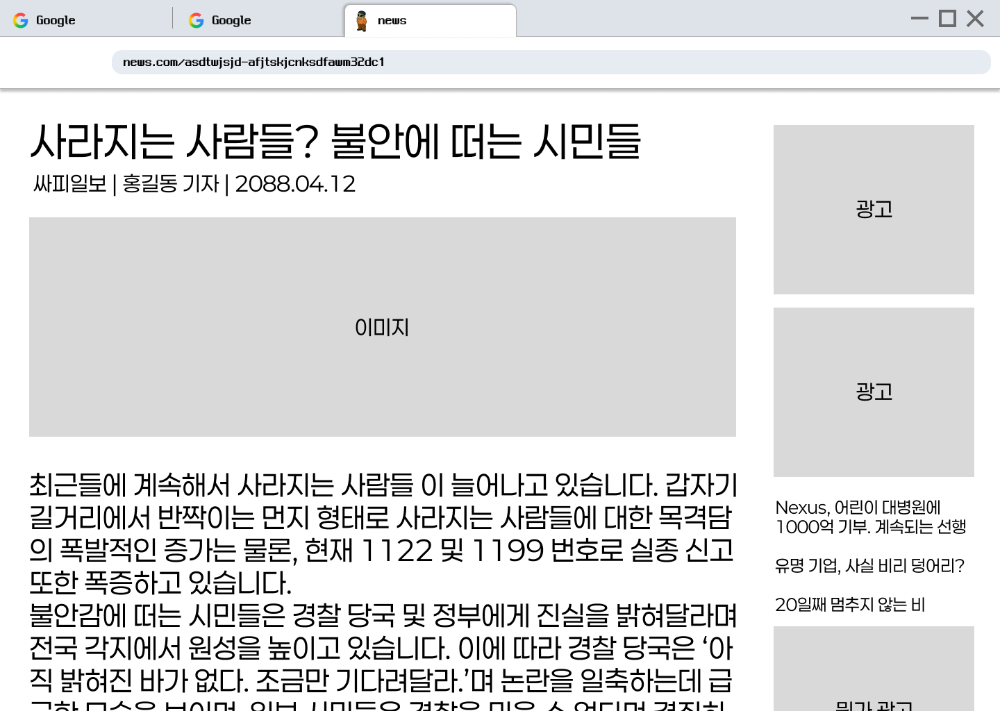 Google
Google
news
news.com/asdtwjsjd-afjtskjcnksdfawm32dc1
사라지는 사람들? 불안에 떠는 시민들
싸피일보 | 홍길동 기자 | 2088.04.12
이미지
최근들에 계속해서 사라지는 사람들 이 늘어나고 있습니다. 갑자기
길거리에서 반짝이는 먼지 형태로 사라지는 사람들에 대한 목격담
의 폭발적인 증가는 물론, 현재 1122 및 1199 번호로 실종 신고
또한 폭증하고 있습니다.
불안감에 떠는 시민들은 경찰 당국 및 정부에게 진실을 밝혀달라며
전국 각지에서 원성을 높이고 있습니다. 이에 따라 경찰 당국은 ‘아
직 밝혀진 바가 없다. 조금만 기다려달라.’며 논란을 일축하는데 급
광고
광고
Nexus, 어린이 대병원에
1000억 기부. 계속되는 선행
유명 기업, 사실 비리 덩어리?
20일째 멈추지 않는 비